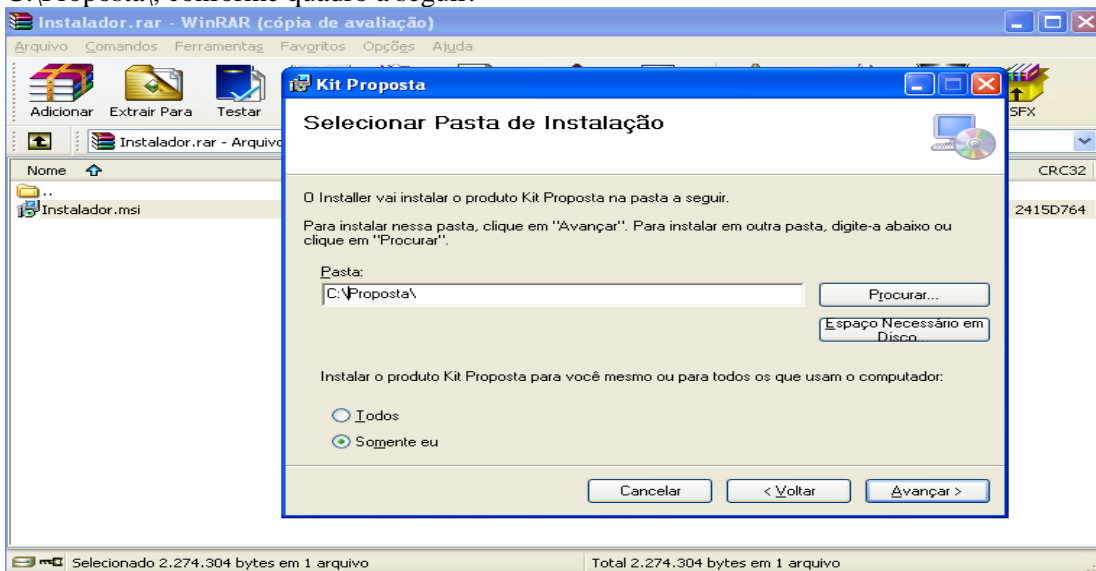 C:\Proposta\, conforme quadro a seguir:
Instalador.rar - WinRAR (cópia de avaliação)
Arquivo Comandos Ferramentas Favoritos Opções Ajuda
Adicionar Extrair Para Testar SFX
Instalador.rar - Arquivo
Nome CRC32
..
Instalador.msi 2415D764
Kit Proposta
Selecionar Pasta de Instalação
O Installer vai instalar o produto Kit Proposta na pasta a seguir.
Para instalar nessa pasta, clique em "Avançar". Para instalar em outra pasta, digite-a abaixo ou
clique em "Procurar".
Pasta:
C:\Proposta\
Procurar...
Espaço Necessário em
Disco...
Instalar o produto Kit Proposta para você mesmo ou para todos os que usam o computador:
Todos
Somente eu
Cancelar < Voltar Avançar >
Selecionado 2.274.304 bytes em 1 arquivo Total 2.274.304 bytes em 1 arquivo